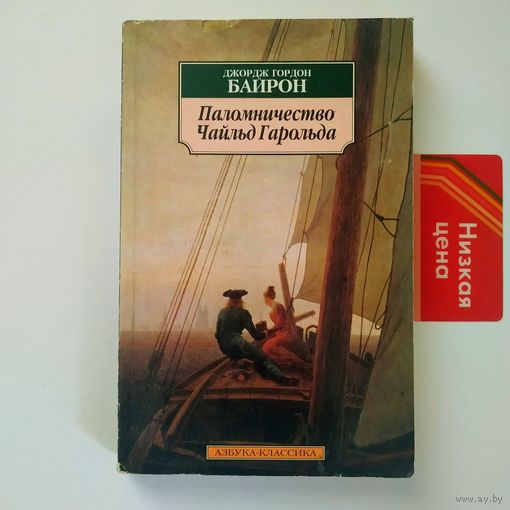 ДЖОРДЖ ГОРДОН
БАЙРОН
Паломничество
Чайльд Гарольда
Низкая
цена
АЗБУКА-КЛАССИКА
www.ay.by